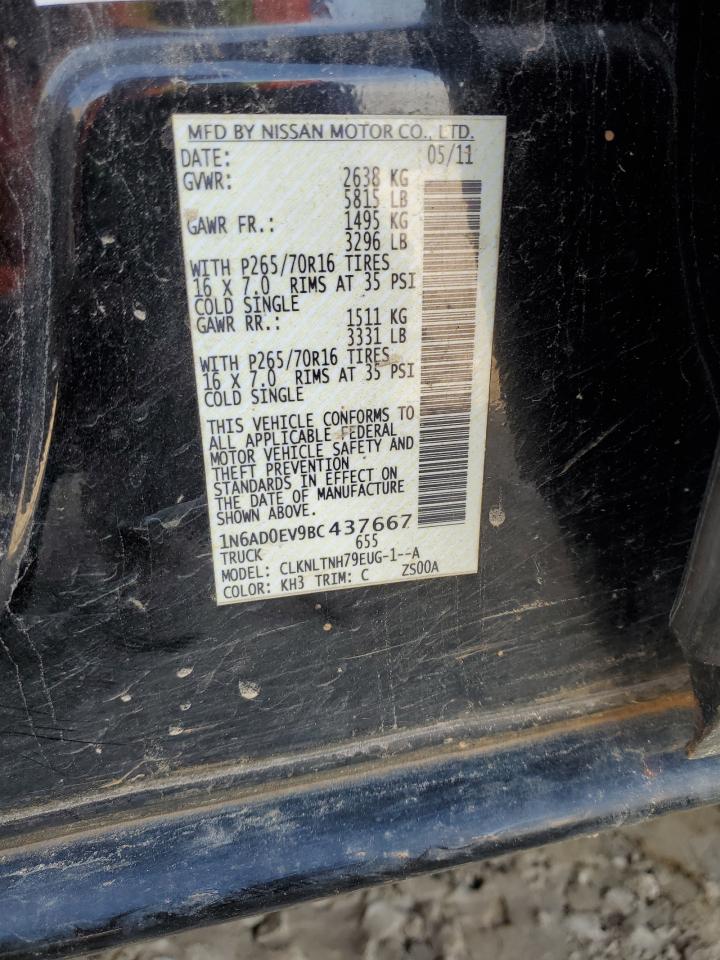 MFD BY NISSAN MOTOR CO., LTD.
DATE: 05/11
GVWR: 2638 KG
5815 LB
GAWR FR.: 1495 KG
3296 LB
WITH P265/70R16 TIRES
16 X 7.0 RIMS AT 35 PSI
COLD SINGLE
GAWR RR.: 1511 KG
3331 LB
WITH P265/70R16 TIRES
16 X 7.0 RIMS AT 35 PSI
COLD SINGLE
THIS VEHICLE CONFORMS TO
ALL APPLICABLE FEDERAL
MOTOR VEHICLE SAFETY AND
THEFT PREVENTION
STANDARDS IN EFFECT ON
THE DATE OF MANUFACTURE
SHOWN ABOVE.
1N6AD0EV9BC437667
TRUCK 655
MODEL: CLKNLTNH79EUG-1--A
COLOR: KH3 TRIM: C ZS00A